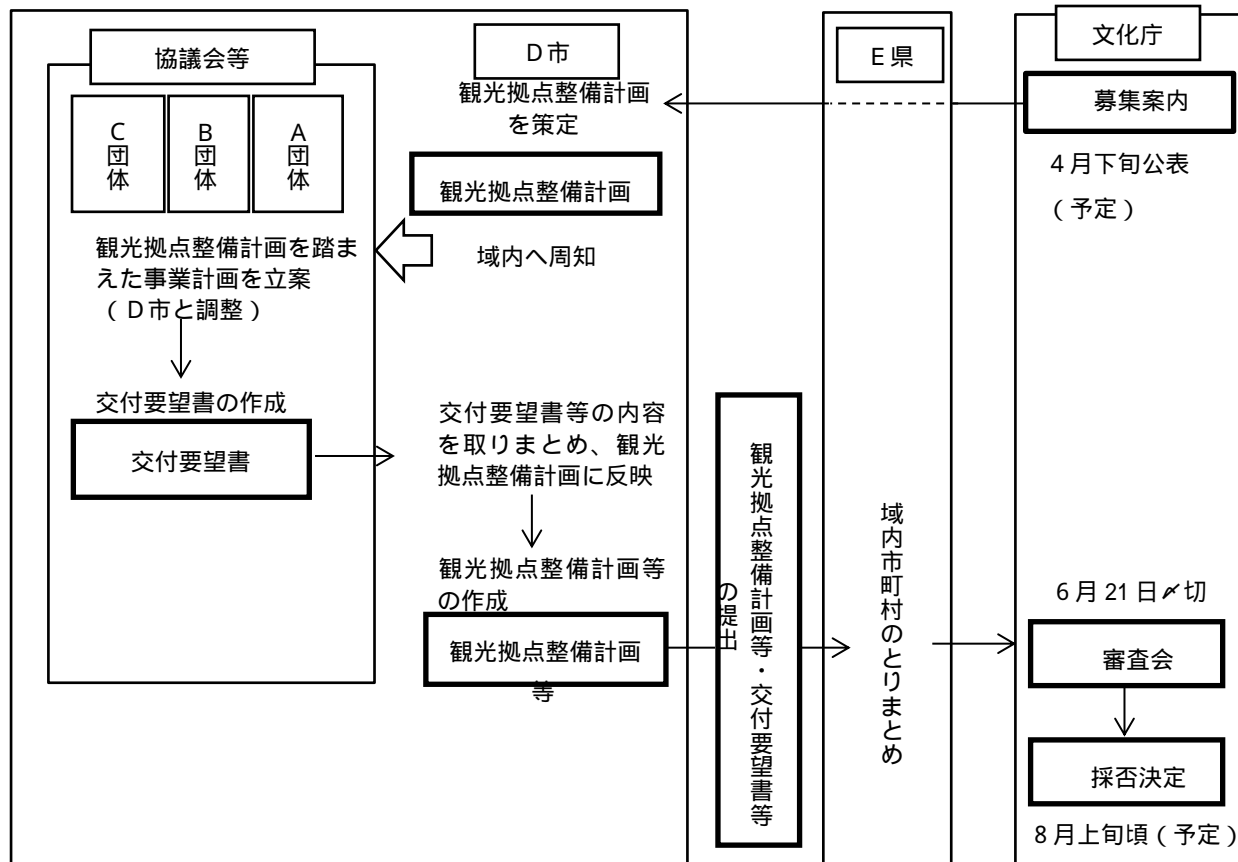 協議会等
C団体
B団体
A団体
観光拠点整備計画を踏ま
えた事業計画を立案
（Ｄ市と調整）
交付要望書の作成
交付要望書
Ｄ市
観光拠点整備計画
を策定
観光拠点整備計画
域内へ周知
交付要望書等の内容
を取りまとめ、観光
拠点整備計画に反映
観光拠点整備計画等
の作成
観光拠点整備計画
等
観光拠点整備計画等・交付要望書等
の提出
Ｅ県
域内市町村のとりまとめ
文化庁
募集案内
４月下旬公表
（予定）
6月21日〆切
審査会
採否決定
8月上旬頃（予定）